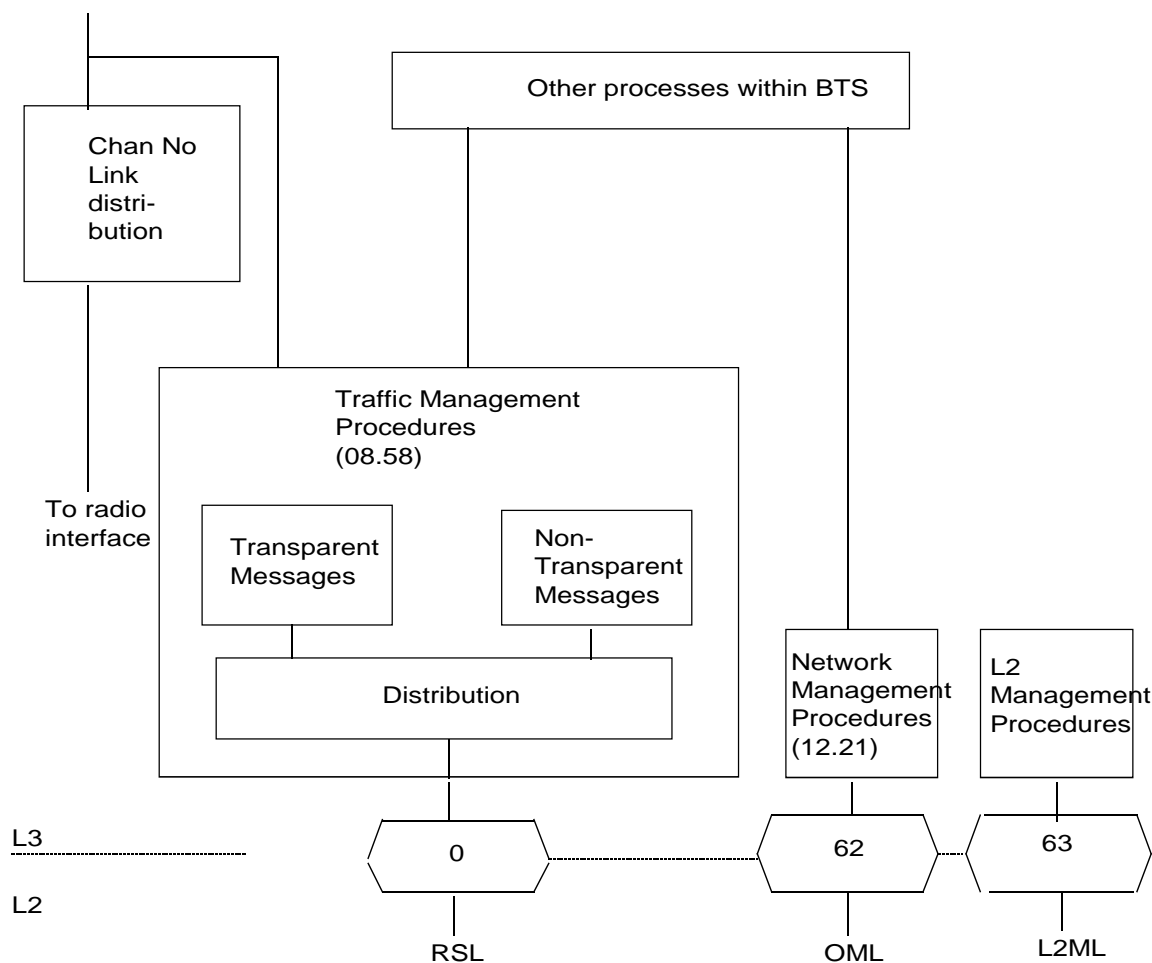 Other processes within BTS
Chan No
Link
distri-
bution
Traffic Management
Procedures
(08.58)
To radio
interface
Transparent
Messages
Non-
Transparent
Messages
Distribution
Network
Management
Procedures
(12.21)
L2
Management
Procedures
L3
0
62
63
L2
RSL
OML
L2ML